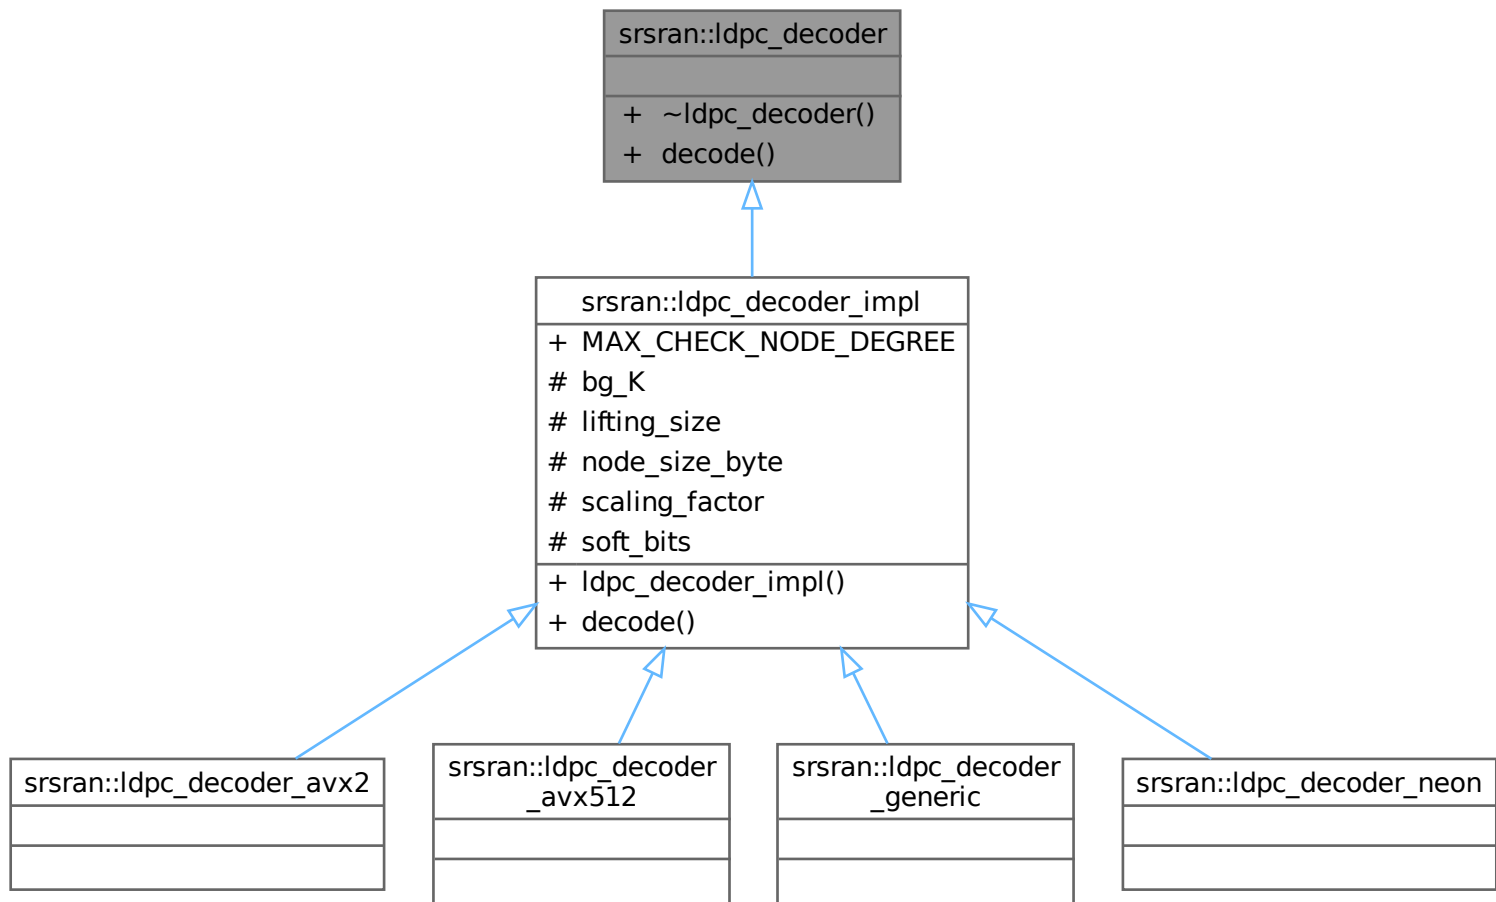 srsran::ldpc_decoder
+ ~ldpc_decoder()
+ decode()
srsran::ldpc_decoder_impl
+ MAX_CHECK_NODE_DEGREE
# bg_K
# lifting_size
# node_size_byte
# scaling_factor
# soft_bits
+ ldpc_decoder_impl()
+ decode()
srsran::ldpc_decoder_avx2
srsran::ldpc_decoder
_avx512
srsran::ldpc_decoder
_generic
srsran::ldpc_decoder_neon